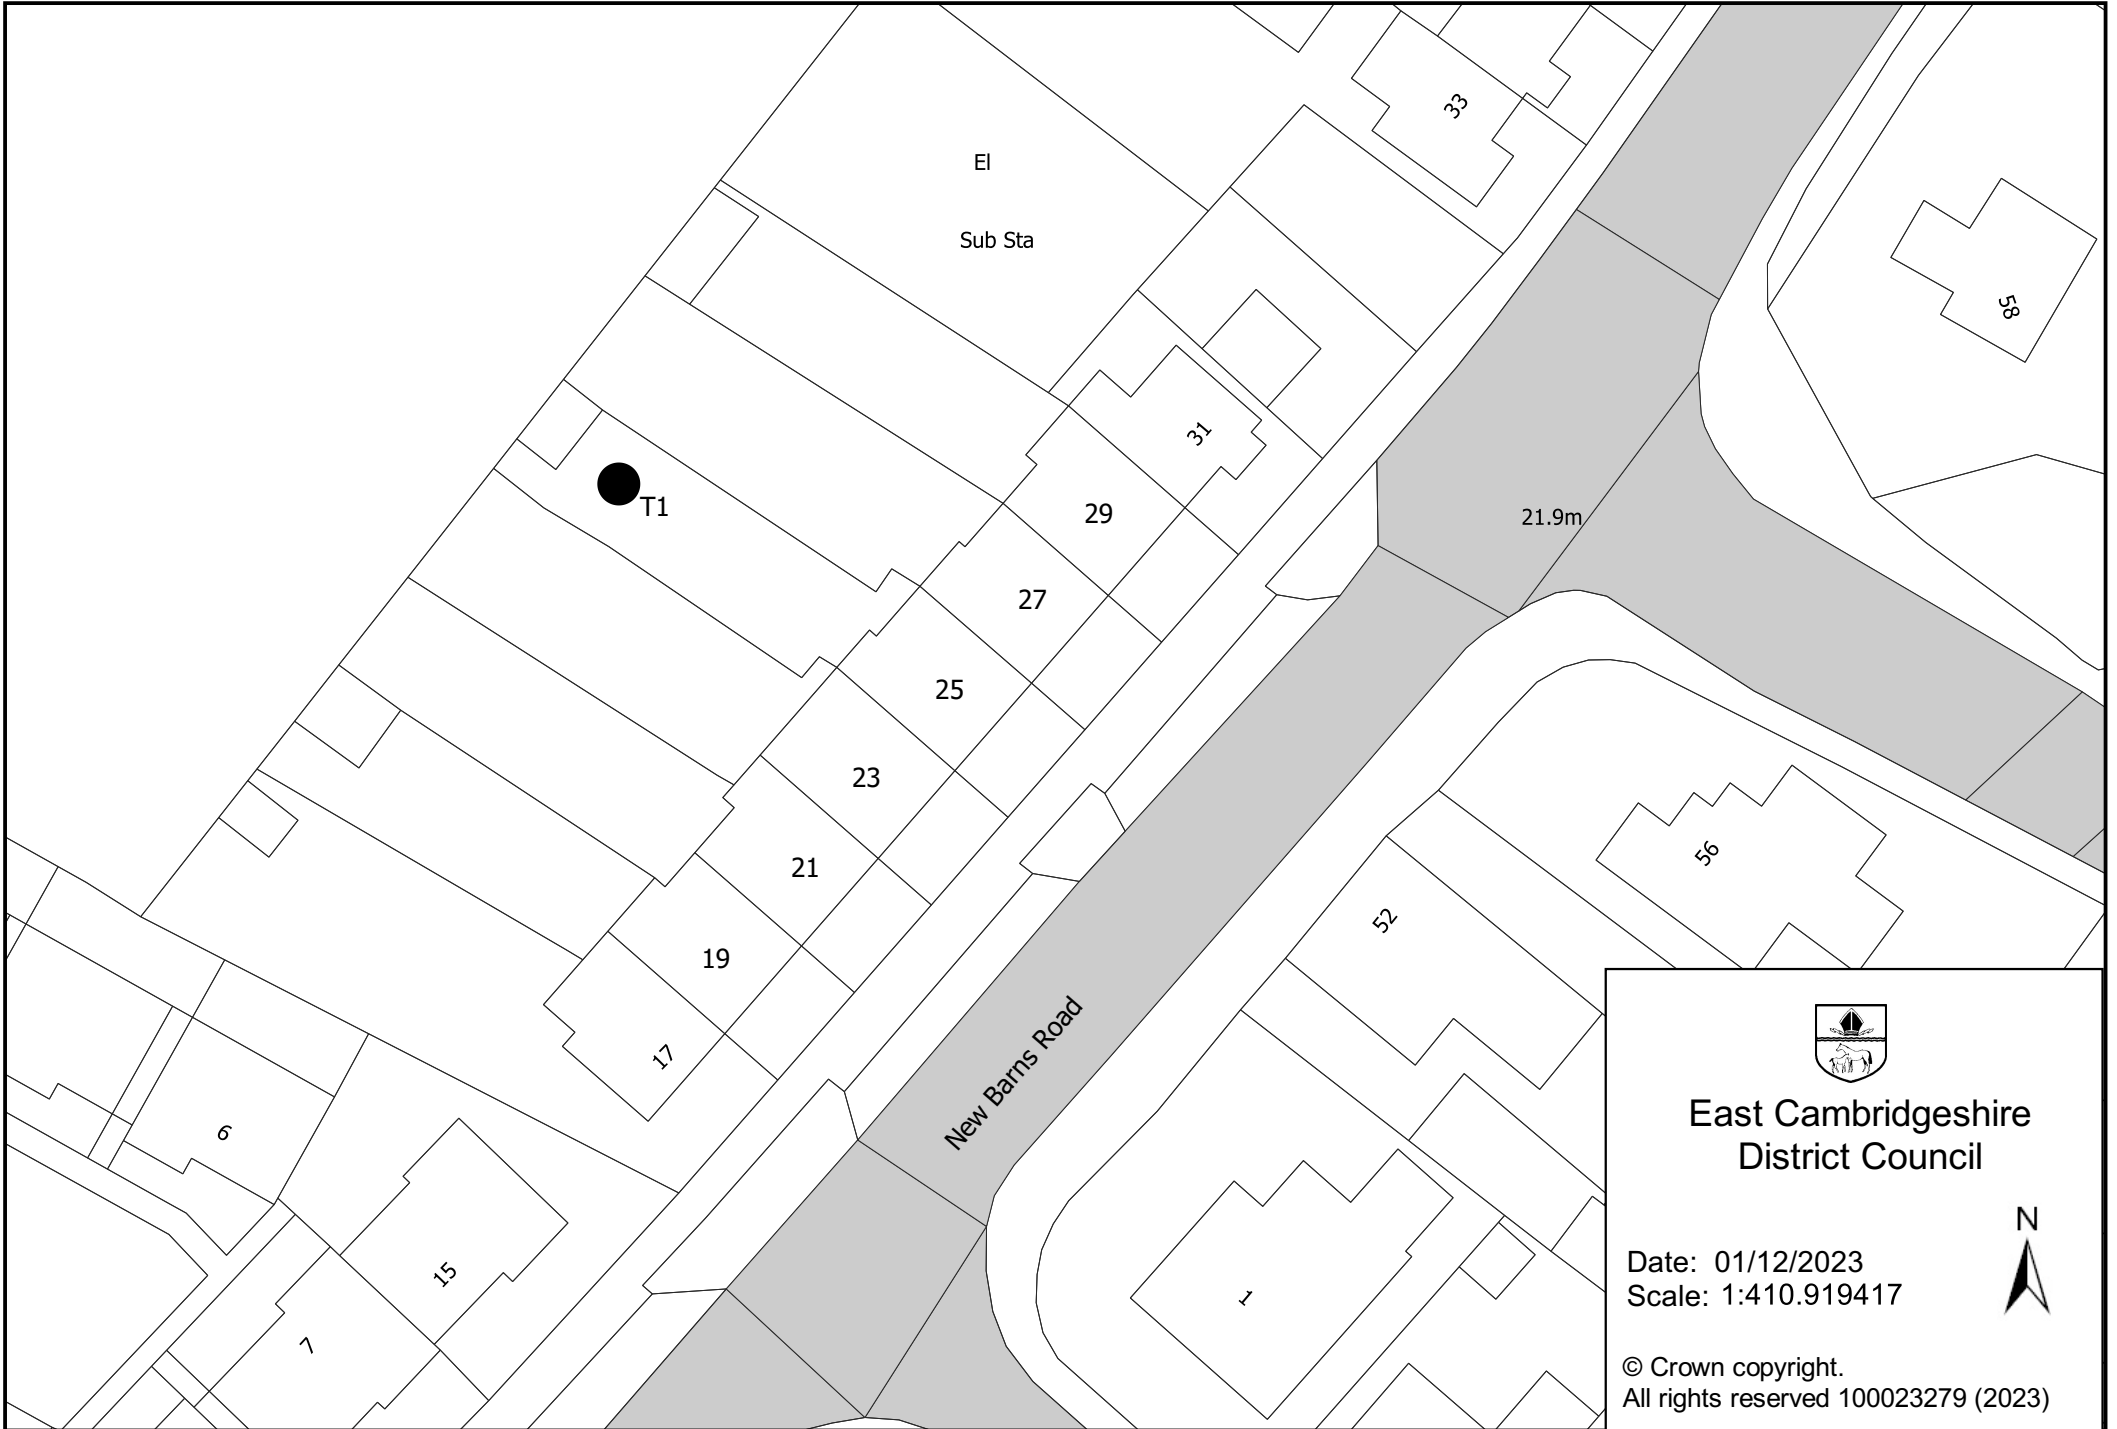 El
Sub Sta
33
58
31
T1
29
21.9m
27
25
23
21
56
52
19
17
New Barns Road
6
15
1
7
East Cambridgeshire
District Council
N
Date: 01/12/2023
Scale: 1:410.919417
© Crown copyright.
All rights reserved 100023279 (2023)